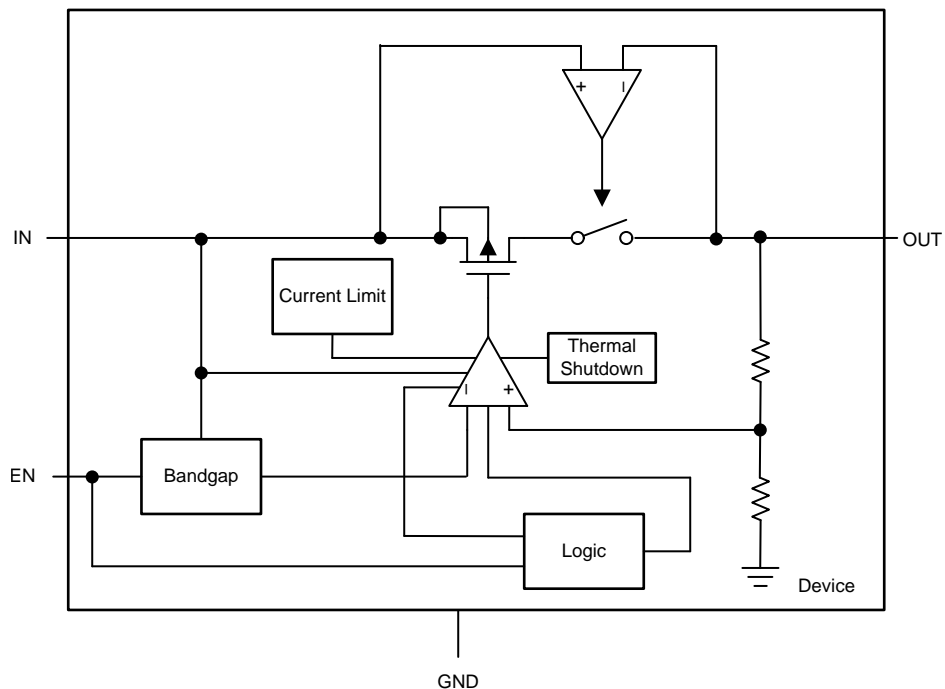 + –
IN
OUT
Current Limit
Thermal
Shutdown
– +
EN
Bandgap
Logic
Device
GND